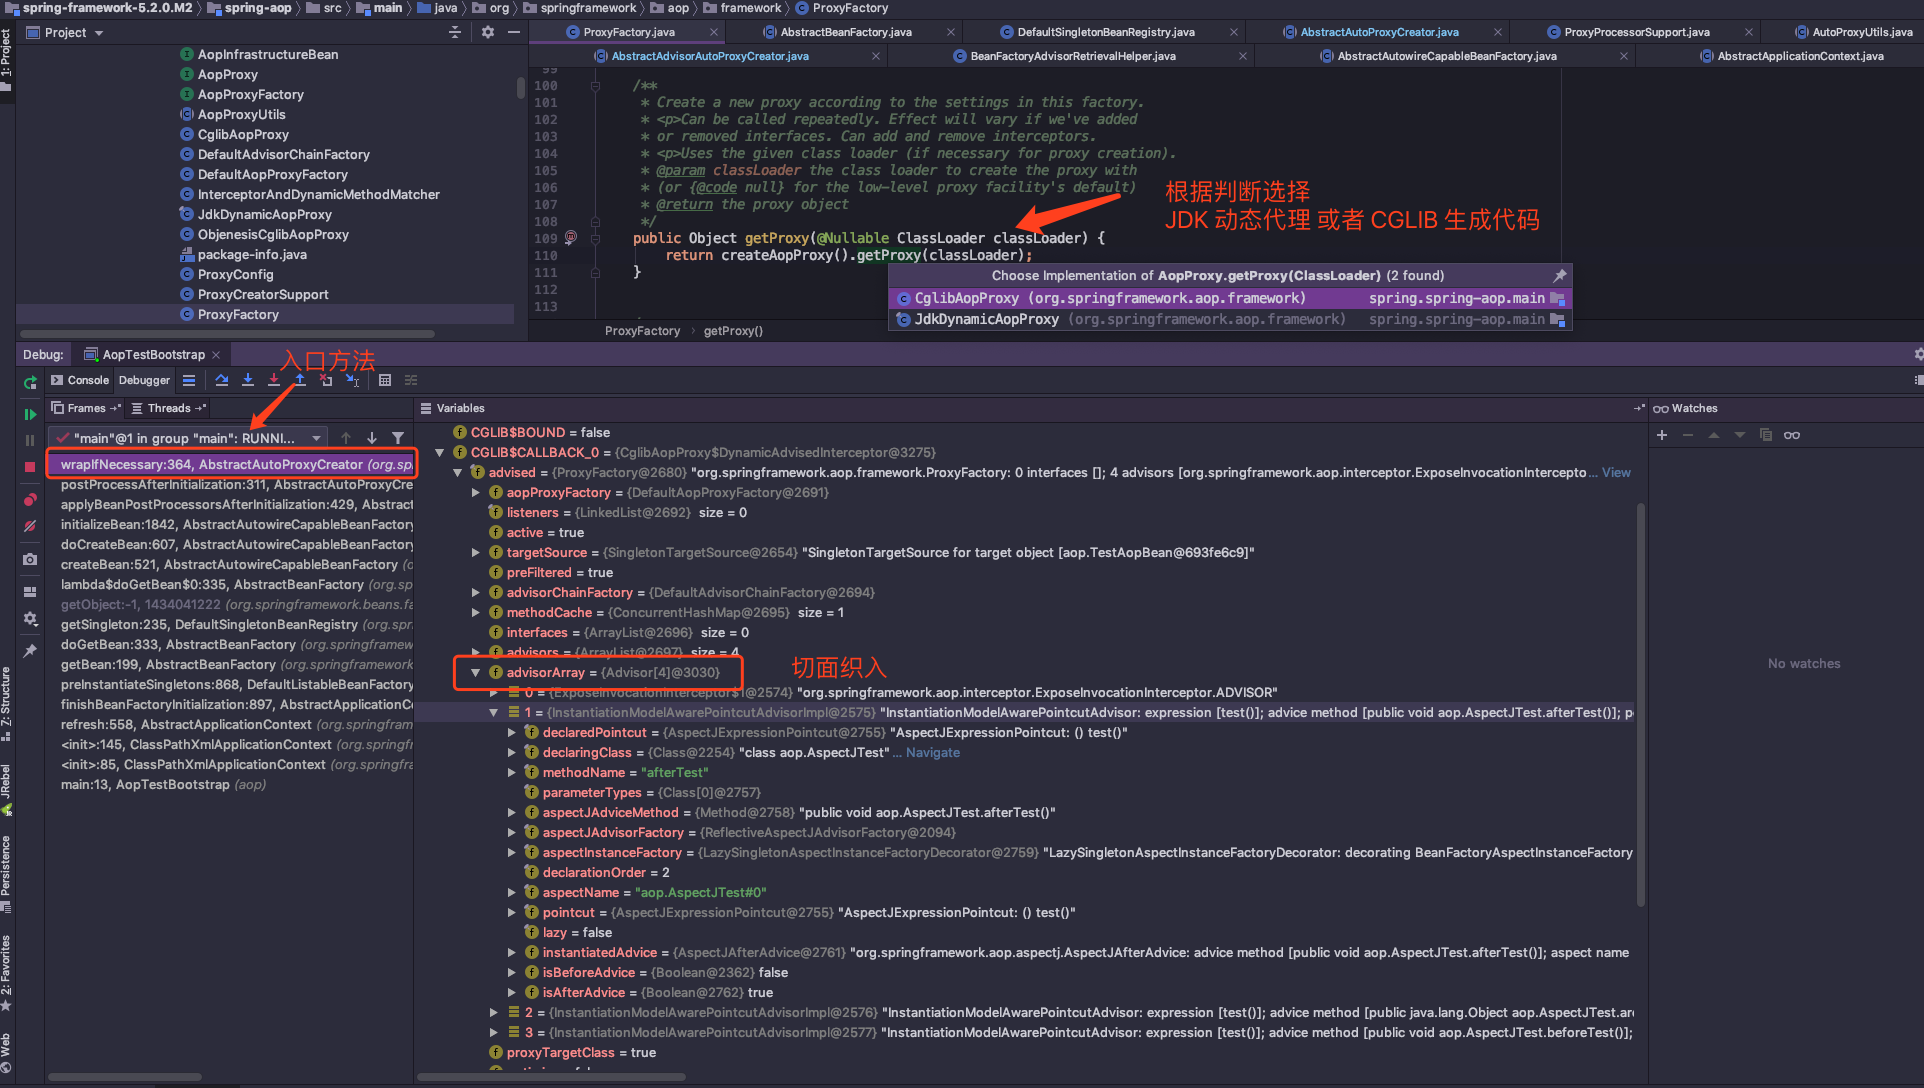 spring-framework-5.2.0.M2 › spring-aop › src › main › java › org › springframework › aop › framework › ProxyFactory
1: Project
Project
ProxyFactory.java
AbstractBeanFactory.java
DefaultSingletonBeanRegistry.java
AbstractAutoProxyCreator.java
ProxyProcessorSupport.java
AutoProxyUtils.java
AbstractAdvisorAutoProxyCreator.java
BeanFactoryAdvisorRetrievalHelper.java
AbstractAutowireCapableBeanFactory.java
AbstractApplicationContext.java
AopInfrastructureBean
AopProxy
AopProxyFactory
AopProxyUtils
CglibAopProxy
DefaultAdvisorChainFactory
DefaultAopProxyFactory
InterceptorAndDynamicMethodMatcher
JdkDynamicAopProxy
ObjenesisCglibAopProxy
package-info.java
ProxyConfig
ProxyCreatorSupport
ProxyFactory
99
100 /**
101 * Create a new proxy according to the settings in this factory.
102 * <p>Can be called repeatedly. Effect will vary if we've added
103 * or removed interfaces. Can add and remove interceptors.
104 * <p>Uses the given class loader (if necessary for proxy creation).
105 * @param classLoader the class loader to create the proxy with
106 * (or {@code null} for the low-level proxy facility's default)
107 * @return the proxy object
108 */
109 public Object getProxy(@Nullable ClassLoader classLoader) {
110 return createAopProxy().getProxy(classLoader);
111 }
112
113
根据判断选择
JDK 动态代理 或者 CGLIB 生成代码
Choose Implementation of AopProxy.getProxy(ClassLoader) (2 found)
CglibAopProxy (org.springframework.aop.framework) spring.spring-aop.main
JdkDynamicAopProxy (org.springframework.aop.framework) spring.spring-aop.main
ProxyFactory › getProxy()
Debug: AopTestBootstrap
入口方法
Console Debugger
Frames Threads
"main"@1 in group "main": RUNNI...
wrapIfNecessary:364, AbstractAutoProxyCreator (org.sp
postProcessAfterInitialization:311, AbstractAutoProxyCre
applyBeanPostProcessorsAfterInitialization:429, Abstract
initializeBean:1842, AbstractAutowireCapableBeanFactory
doCreateBean:607, AbstractAutowireCapableBeanFactory
createBean:521, AbstractAutowireCapableBeanFactory (org.
lambda$doGetBean$0:335, AbstractBeanFactory (org.sp
getObject:-1, 1434041222 (org.springframework.beans.fa
getSingleton:235, DefaultSingletonBeanRegistry (org.spr
doGetBean:333, AbstractBeanFactory (org.springframew
getBean:199, AbstractBeanFactory (org.springframework
preInstantiateSingletons:868, DefaultListableBeanFactory
finishBeanFactoryInitialization:897, AbstractApplicationC
refresh:558, AbstractApplicationContext (org.springfram
<init>:145, ClassPathXmlApplicationContext (org.springf
<init>:85, ClassPathXmlApplicationContext (org.springfra
main:13, AopTestBootstrap (aop)
Variables
CGLIB$BOUND = false
CGLIB$CALLBACK_0 = {CglibAopProxy$DynamicAdvisedInterceptor@3275}
advised = {ProxyFactory@2680} "org.springframework.aop.framework.ProxyFactory: 0 interfaces []; 4 advisors [org.springframework.aop.interceptor.ExposeInvocationIntercepto... View
aopProxyFactory = {DefaultAopProxyFactory@2691}
listeners = {LinkedList@2692} size = 0
active = true
targetSource = {SingletonTargetSource@2654} "SingletonTargetSource for target object [aop.TestAopBean@693fe6c9]"
preFiltered = true
advisorChainFactory = {DefaultAdvisorChainFactory@2694}
methodCache = {ConcurrentHashMap@2695} size = 1
interfaces = {ArrayList@2696} size = 0
advisors = {ArrayList@2697} size = 4
advisorArray = {Advisor[4]@3030}
切面织入
0 = {ExposeInvocationInterceptor$1@2574} "org.springframework.aop.interceptor.ExposeInvocationInterceptor.ADVISOR"
1 = {InstantiationModelAwarePointcutAdvisorImpl@2575} "InstantiationModelAwarePointcutAdvisor: expression [test()]; advice method [public void aop.AspectJTest.afterTest()]; p
declaredPointcut = {AspectJExpressionPointcut@2755} "AspectJExpressionPointcut: () test()"
declaringClass = {Class@2254} "class aop.AspectJTest" ... Navigate
methodName = "afterTest"
parameterTypes = {Class[0]@2757}
aspectJAdviceMethod = {Method@2758} "public void aop.AspectJTest.afterTest()"
aspectJAdvisorFactory = {ReflectiveAspectJAdvisorFactory@2094}
aspectInstanceFactory = {LazySingletonAspectInstanceFactoryDecorator@2759} "LazySingletonAspectInstanceFactoryDecorator: decorating BeanFactoryAspectInstanceFactory
declarationOrder = 2
aspectName = "aop.AspectJTest#0"
pointcut = {AspectJExpressionPointcut@2755} "AspectJExpressionPointcut: () test()"
lazy = false
instantiatedAdvice = {AspectJAfterAdvice@2761} "org.springframework.aop.aspectj.AspectJAfterAdvice: advice method [public void aop.AspectJTest.afterTest()]; aspect name
isBeforeAdvice = {Boolean@2362} false
isAfterAdvice = {Boolean@2762} true
2 = {InstantiationModelAwarePointcutAdvisorImpl@2576} "InstantiationModelAwarePointcutAdvisor: expression [test()]; advice method [public java.lang.Object aop.AspectJTest.arc
3 = {InstantiationModelAwarePointcutAdvisorImpl@2577} "InstantiationModelAwarePointcutAdvisor: expression [test()]; advice method [public void aop.AspectJTest.beforeTest()];
proxyTargetClass = true
Watches
No watches
Z: Structure
JRebel
Persistence
2: Favorites
Web